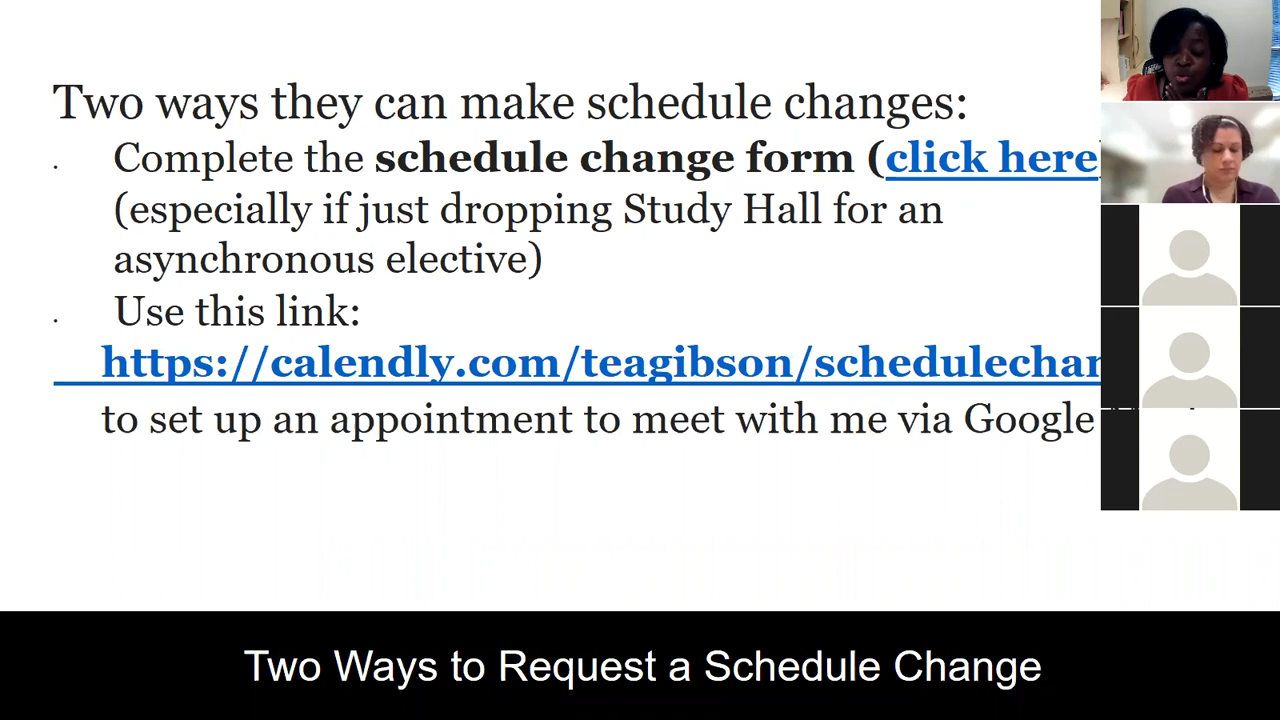 Two ways they can make schedule changes:
· Complete the schedule change form (click here)
(especially if just dropping Study Hall for an
asynchronous elective)
· Use this link:
https://calendly.com/teagibson/schedulechan
to set up an appointment to meet with me via Google
Two Ways to Request a Schedule Change